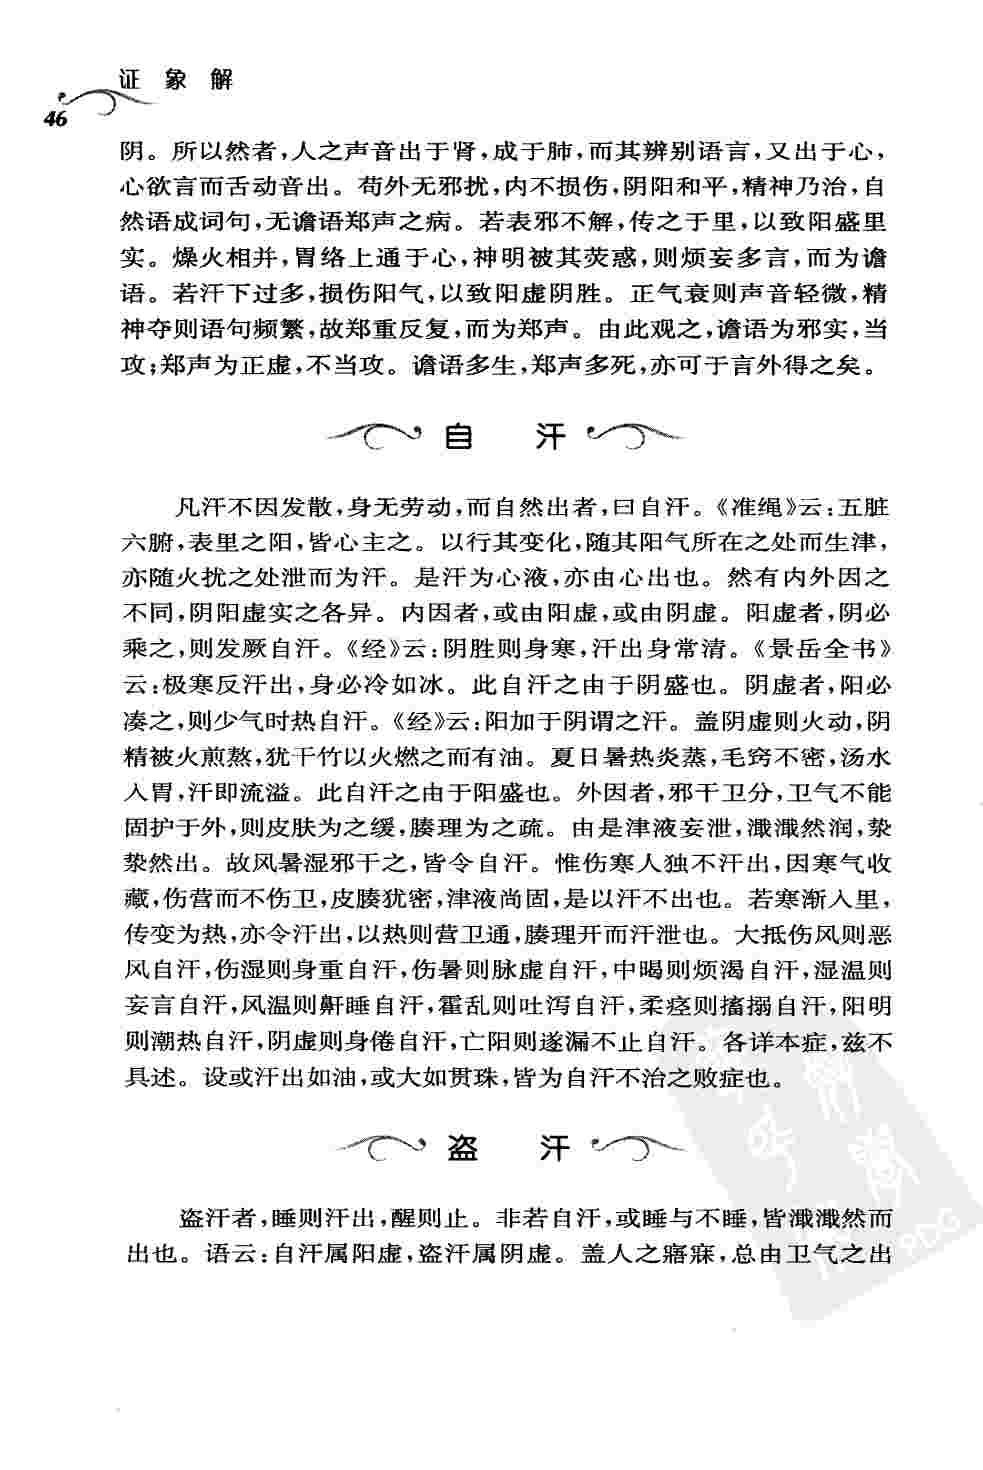 证象解
46
阴。所以然者,人之声音出于肾,成于肺,而其辨别语言,又出于心,
心欲言而舌动音出。苟外无邪扰,内不损伤,阴阳和平,精神乃治,自
然语成词句,无谵语郑声之病。若表邪不解,传之于里,以致阳盛里
实。燥火相并,胃络上通于心,神明被其荧惑,则烦妄多言,而为谵
语。若汗下过多,损伤阳气,以致阳虚阴胜。正气衰则声音轻微,精
神夺则语句频繁,故郑重反复,而为郑声。由此观之,谵语为邪实,当
攻;郑声为正虚,不当攻。谵语多生,郑声多死,亦可于言外得之矣。
自汗
凡汗不因发散,身无劳动,而自然出者,曰自汗。《准绳》云:五脏
六腑,表里之阳,皆心主之。以行其变化,随其阳气所在之处而生津,
亦随火扰之处泄而为汗。是汗为心液,亦由心出也。然有内外因之
不同,阴阳虚实之各异。内因者,或由阳虚,或由阴虚。阳虚者,阴必
乘之,则发厥自汗。《经》云:阴胜则身寒,汗出身常清。《景岳全书》
云:极寒反汗出,身必冷如冰。此自汗之由于阴盛也。阴虚者,阳必
凑之,则少气时热自汗。《经》云:阳加于阴谓之汗。盖阴虚则火动,阴
精被火煎熬,犹干竹以火燃之而有油。夏日暑热炎蒸,毛窍不密,汤水
入胃,汗即流溢。此自汗之由于阳盛也。外因者,邪干卫分,卫气不能
固护于外,则皮肤为之缓,腠理为之疏。由是津液妄泄,濈濈然润,漐
漐然出。故风暑湿邪干之,皆令自汗。惟伤寒人独不汗出,因寒气收
藏,伤营而不伤卫,皮腠犹密,津液尚固,是以汗不出也。若寒渐入里,
传变为热,亦令汗出,以热则营卫通,腠理开而汗泄也。大抵伤风则恶
风自汗,伤湿则身重自汗,伤暑则脉虚自汗,中暍则烦渴自汗,湿温则
妄言自汗,风温则鼾睡自汗,霍乱则吐泻自汗,柔痉则搐搦自汗,阳明
则潮热自汗,阴虚则身倦自汗,亡阳则遂漏不止自汗。各详本症,兹不
具述。设或汗出如油,或大如贯珠,皆为自汗不治之败症也。
盗汗
盗汗者,睡则汗出,醒则止。非若自汗,或睡与不睡,皆濈濈然而
出也。语云:自汗属阳虚,盗汗属阴虚。盖人之寤寐,总由卫气之出